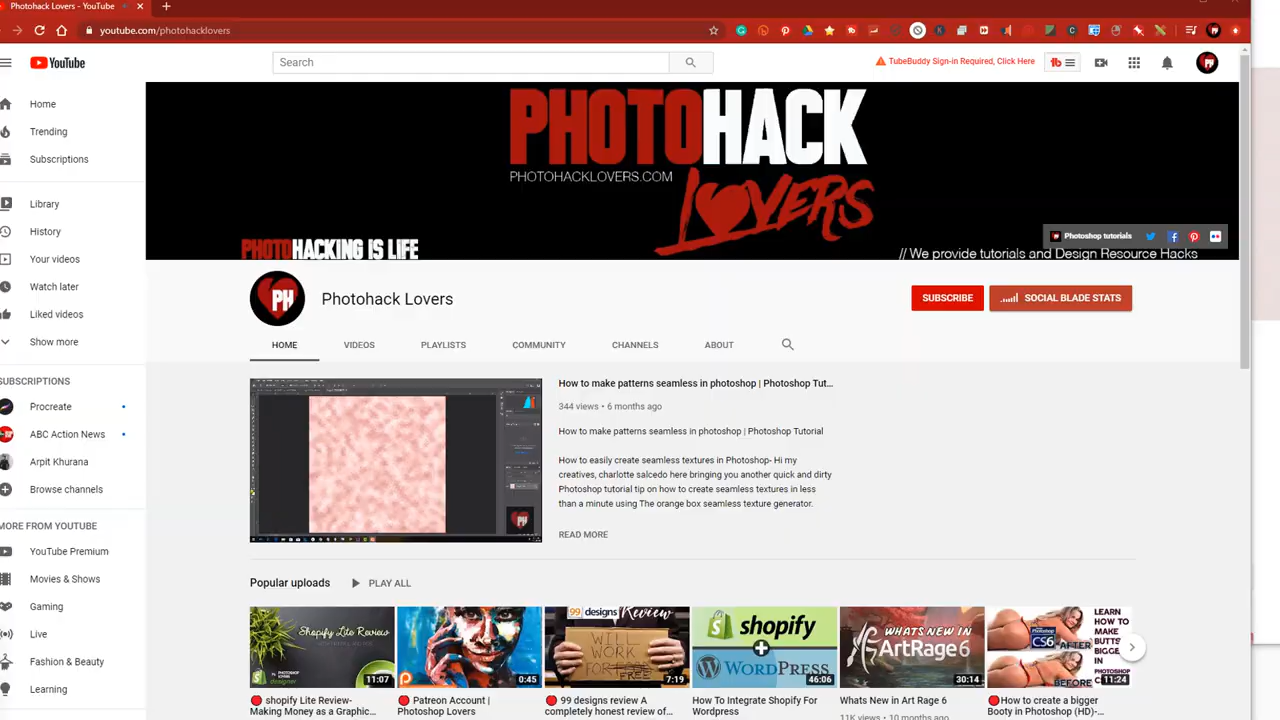 Photohack Lovers - YouTube
youtube.com/photohacklovers
YouTube
Search
TubeBuddy Sign-in Required, Click Here
tb
PH
Home
Trending
Subscriptions
Library
History
Your videos
Watch later
Liked videos
Show more
SUBSCRIPTIONS
Procreate
ABC Action News
Arpit Khurana
Browse channels
MORE FROM YOUTUBE
YouTube Premium
Movies & Shows
Gaming
Live
Fashion & Beauty
Learning
PHOTOHACK
PHOTOHACKLOVERS.COM
LOVERS
PHOTOHACKING IS LIFE
Photoshop tutorials
// We provide tutorials and Design Resource Hacks
PH
Photohack Lovers
SUBSCRIBE
SOCIAL BLADE STATS
HOME
VIDEOS
PLAYLISTS
COMMUNITY
CHANNELS
ABOUT
How to make patterns seamless in photoshop | Photoshop Tut...
344 views • 6 months ago
How to make patterns seamless in photoshop | Photoshop Tutorial
How to easily create seamless textures in Photoshop- Hi my
creatives, charlotte salcedo here bringing you another quick and dirty
Photoshop tutorial tip on how to create seamless textures in less
than a minute using The orange box seamless texture generator.
READ MORE
Popular uploads
PLAY ALL
Shopify Lite Review
11:07
0:45
99 designs Review
WILL
WORK
FOR FREE
7:19
shopify
WORDPRESS
46:06
WHATS NEW IN
ArtRage 6
30:14
LEARN
HOW TO
MAKE
BUTTS
BIGGER
IN
PHOTOSHOP
CS6
AFTER
BEFORE
11:24
shopify Lite Review-
Making Money as a Graphic...
Patreon Account |
Photoshop Lovers
99 designs review A
completely honest review of...
How To Integrate Shopify For
Wordpress
Whats New in Art Rage 6
11K views • 10 months ago
How to create a bigger
Booty in Photoshop (HD)-...